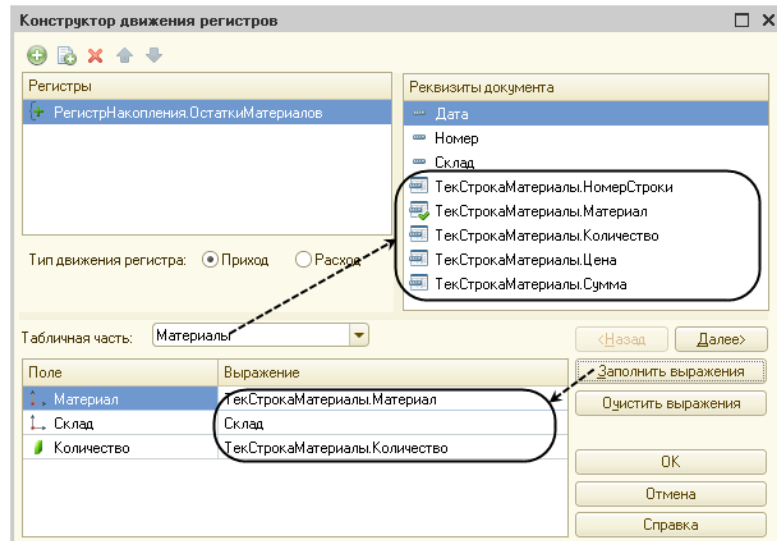 Конструктор движения регистров
Регистры
РегистрНакопления.ОстаткиМатериалов
Реквизиты документа
Дата
Номер
Склад
ТекСтрокаМатериалы.НомерСтроки
ТекСтрокаМатериалы.Материал
ТекСтрокаМатериалы.Количество
ТекСтрокаМатериалы.Цена
ТекСтрокаМатериалы.Сумма
Тип движения регистра: Приход Расход
Табличная часть: Материалы
<Назад Далее>
Поле Выражение
Материал ТекСтрокаМатериалы.Материал
Склад Склад
Количество ТекСтрокаМатериалы.Количество
Заполнить выражения
Очистить выражения
OK
Отмена
Справка